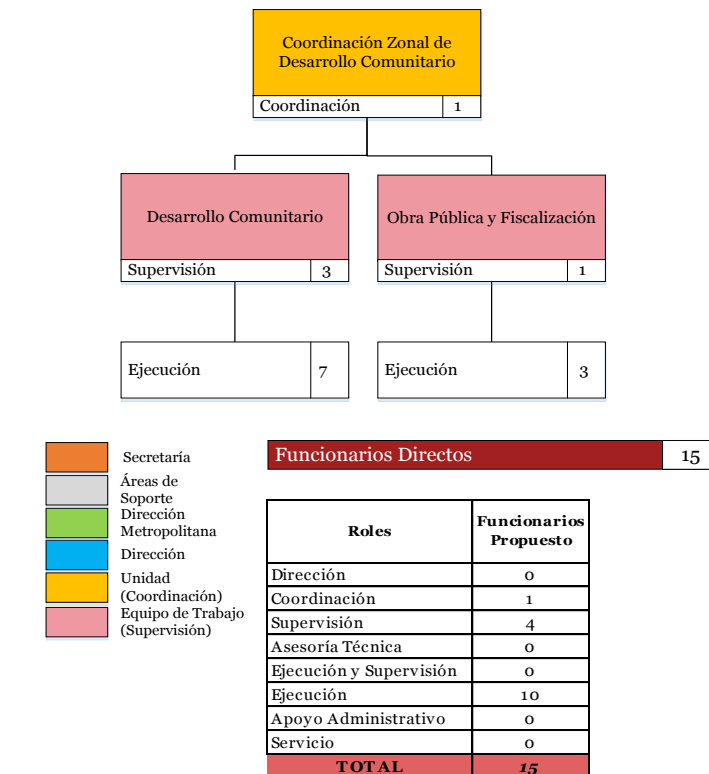 Coordinación Zonal de
Desarrollo Comunitario
Coordinación 1
Desarrollo Comunitario
Supervisión 3
Obra Pública y Fiscalización
Supervisión 1
Ejecución 7
Ejecución 3
Secretaría
Áreas de
Soporte
Dirección
Metropolitana
Dirección
Unidad
(Coordinación)
Equipo de Trabajo
(Supervisión)
Funcionarios Directos 15
Roles Funcionarios
Propuesto
Dirección 0
Coordinación 1
Supervisión 4
Asesoría Técnica 0
Ejecución y Supervisión 0
Ejecución 10
Apoyo Administrativo 0
Servicio 0
TOTAL 15